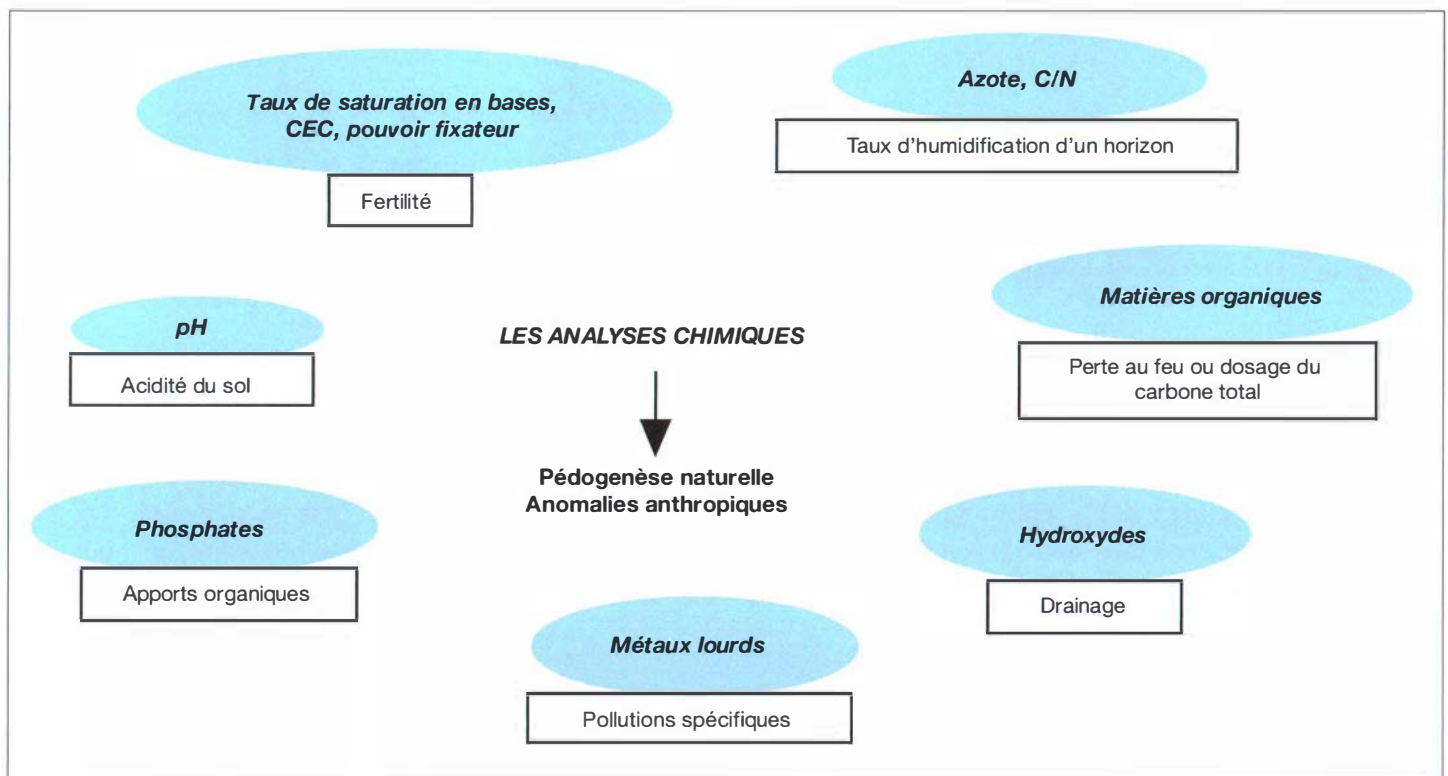 Taux de saturation en bases,
CEC, pouvoir fixateur
Fertilité
Azote, C/N
Taux d'humidification d'un horizon
Matières organiques
Perte au feu ou dosage du
carbone total
pH
Acidité du sol
LES ANALYSES CHIMIQUES
Pédogenèse naturelle
Anomalies anthropiques
Phosphates
Apports organiques
Hydroxydes
Drainage
Métaux lourds
Pollutions spécifiques